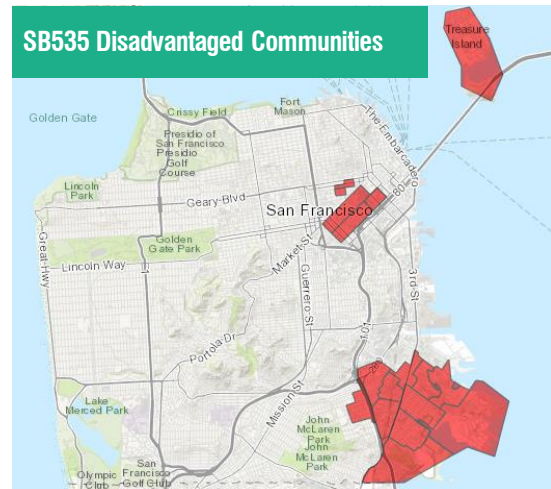 SB535 Disadvantaged Communities
Treasure
Island
Golden Gate
Crissy Field
Fort
Mason
The Embarcadero
Presidio of
San Francisco
Presidio
Golf
Course
Lincoln
Park
Geary Blvd
80
San Francisco
Golden
Gate Park
Market St
Great Hwy
Lincoln Way
1
Guerrero St
3rd St
101
Portola Dr
Mission St
Lake
Merced Park
John
McLaren
Park
John
McLaren
Park
San
Olympic Francisco
Club Golf Club